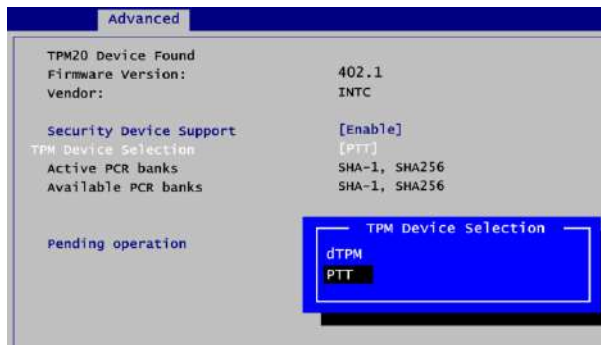 Advanced
TPM20 Device Found
Firmware Version: 402.1
Vendor: INTC
Security Device Support [Enable]
TPM Device Selection [PTT]
Active PCR banks SHA-1, SHA256
Available PCR banks SHA-1, SHA256
Pending operation
TPM Device Selection
dTPM
PTT